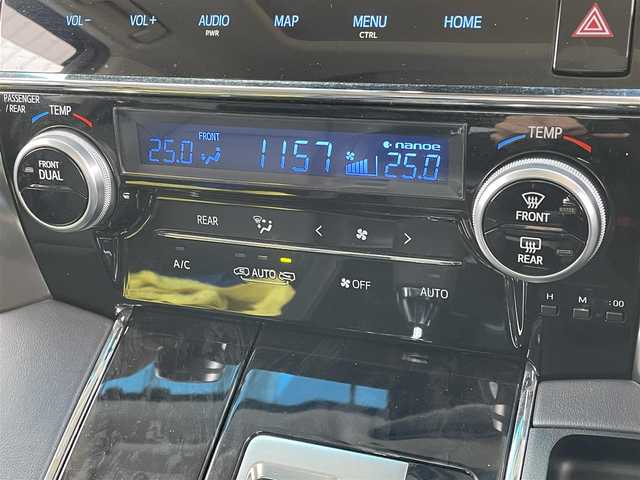 VOL− VOL+ AUDIO MAP MENU HOME
PWR CTRL
PASSENGER
/REAR
TEMP
TEMP
FRONT
nanoe
25.0 1157 25.0
FRONT
DUAL
FRONT
REAR
REAR < >
A/C AUTO OFF AUTO
H M :00